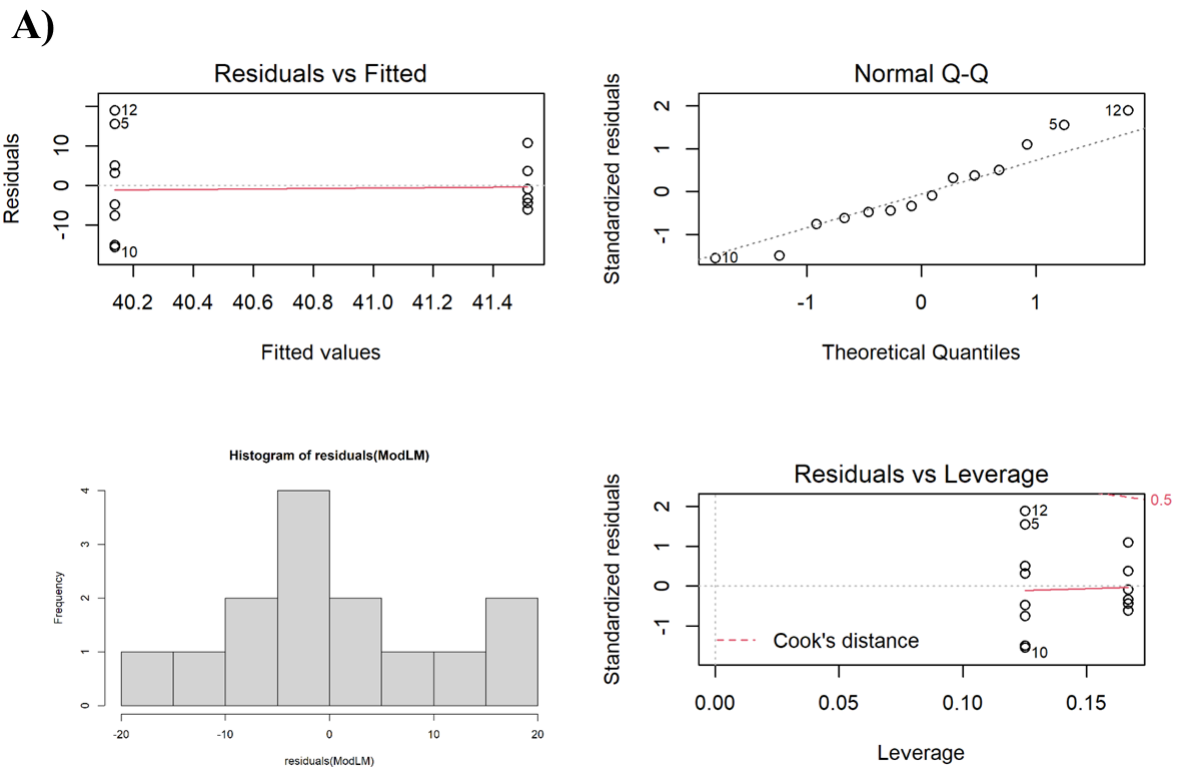 A)
Residuals vs Fitted
Residuals
10
0
-10
12
5
10
40.2 40.4 40.6 40.8 41.0 41.2 41.4
Fitted values
Normal Q-Q
Standardized residuals
2
1
0
-1
5
12
10
-1 0 1
Theoretical Quantiles
Histogram of residuals(ModLM)
Frequency
4
3
2
1
0
-20 -10 0 10 20
residuals(ModLM)
Residuals vs Leverage
Standardized residuals
2
1
0
-1
12
5
10
0.5
Cook's distance
0.00 0.05 0.10 0.15
Leverage